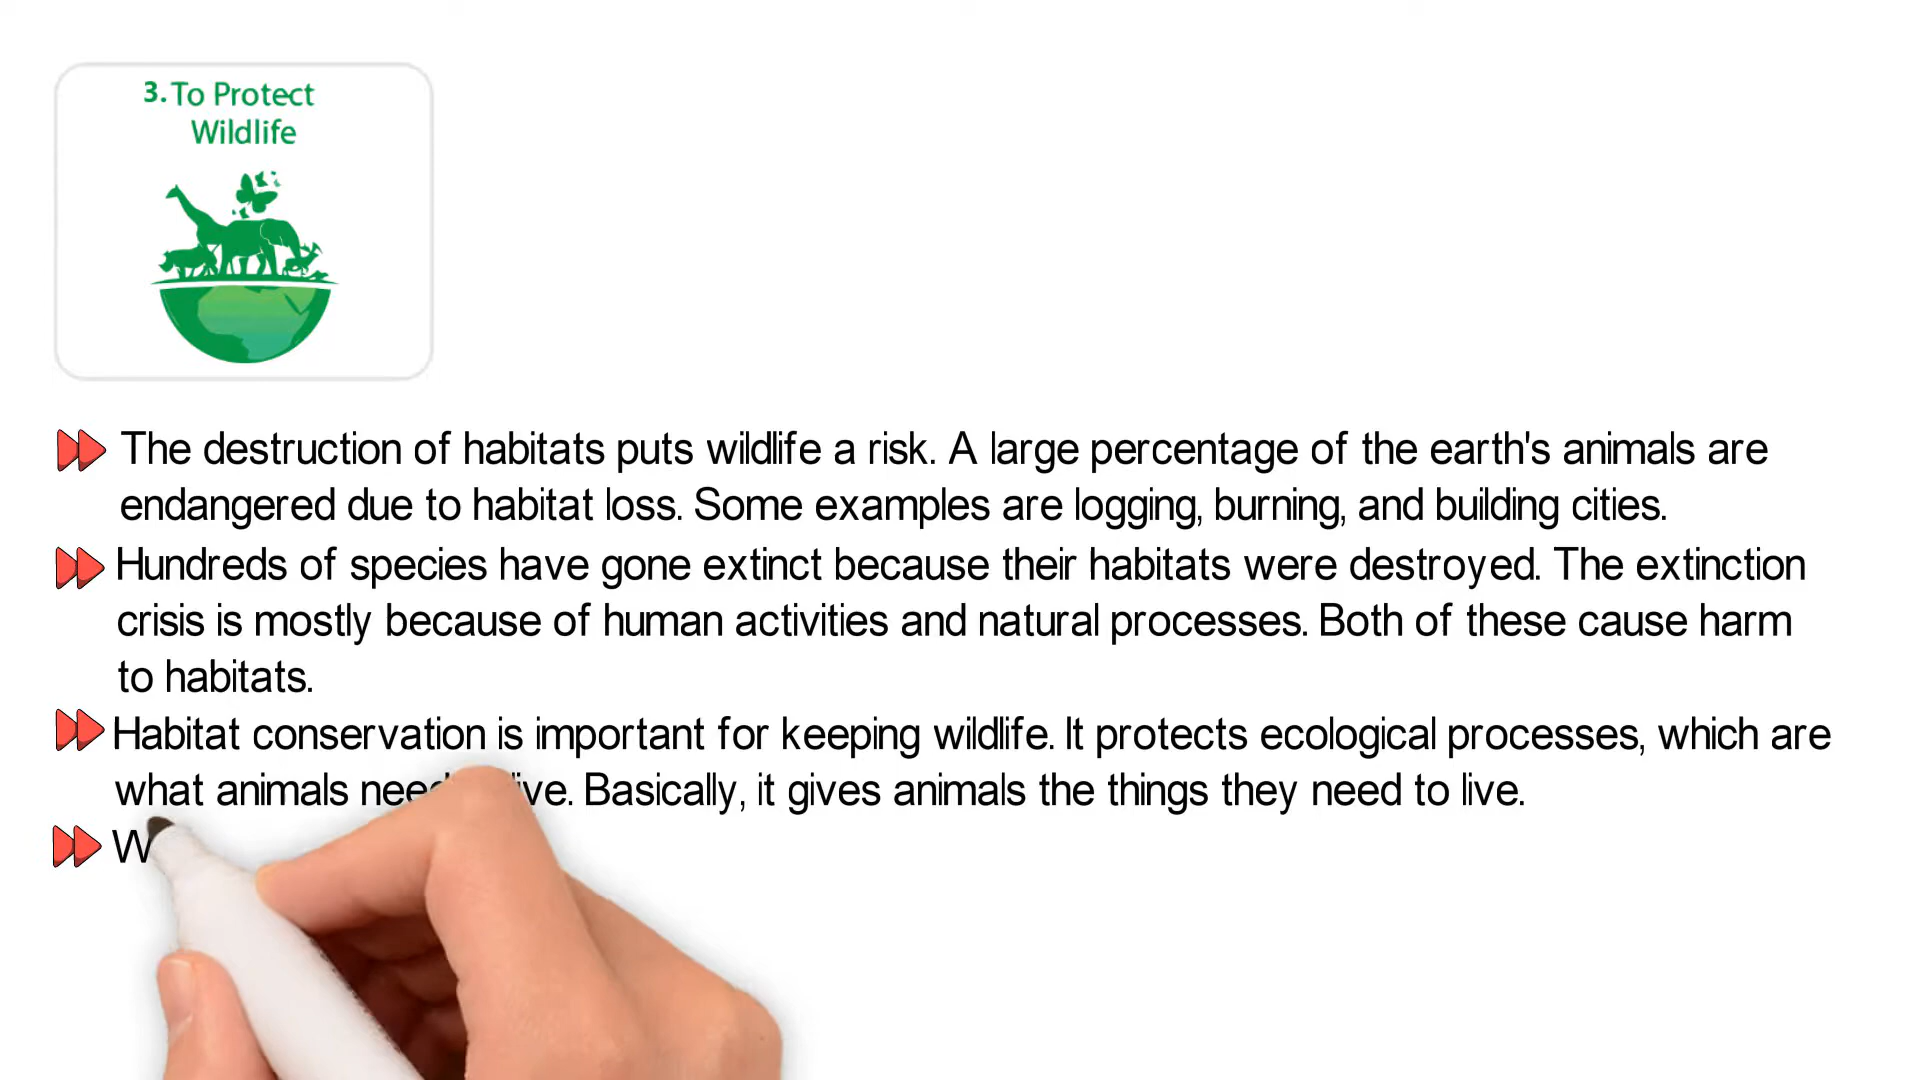 3. To Protect
Wildlife
The destruction of habitats puts wildlife a risk. A large percentage of the earth's animals are
endangered due to habitat loss. Some examples are logging, burning, and building cities.
Hundreds of species have gone extinct because their habitats were destroyed. The extinction
crisis is mostly because of human activities and natural processes. Both of these cause harm
to habitats.
Habitat conservation is important for keeping wildlife. It protects ecological processes, which are
what animals Basically, it gives animals the things they need to live.
W